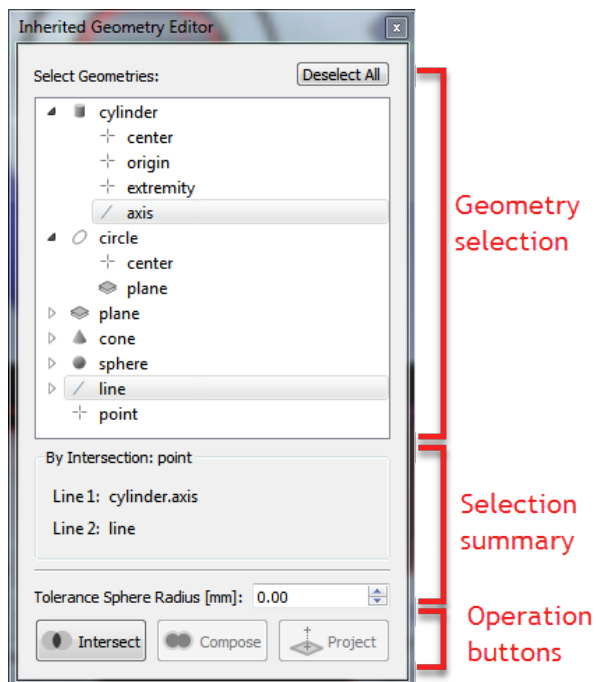 Inherited Geometry Editor
x
Select Geometries:
Deselect All
cylinder
center
origin
extremity
axis
circle
center
plane
plane
cone
sphere
line
point
Geometry
selection
By Intersection: point
Line 1: cylinder.axis
Line 2: line
Selection
summary
Tolerance Sphere Radius [mm]: 0.00
Intersect
Compose
Project
Operation
buttons